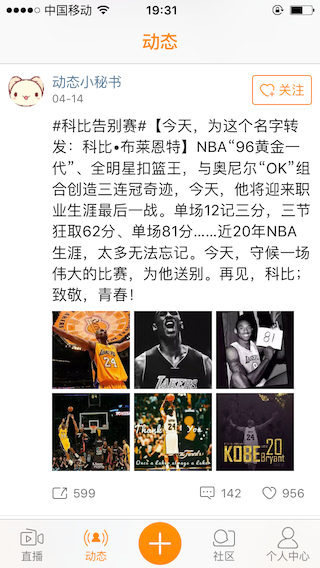 中国移动
19:31
动态
动态小秘书
04-14
关注
#科比告别赛#【今天，为这个名字转
发：科比•布莱恩特】NBA“96黄金一
代”、全明星扣篮王，与奥尼尔“OK”组
合创造三连冠奇迹，今天，他将迎来职
业生涯最后一战。单场12记三分，三节
狂取62分、单场81分……近20年NBA
生涯，太多无法忘记。今天，守候一场
伟大的比赛，为他送别。再见，科比；
致敬，青春！
LAKERS
24
LAKERS
81
24
Thank you
24
Once a laker always a laker
24
KOBE 20
Bryant
599
142
956
直播
动态
社区
个人中心